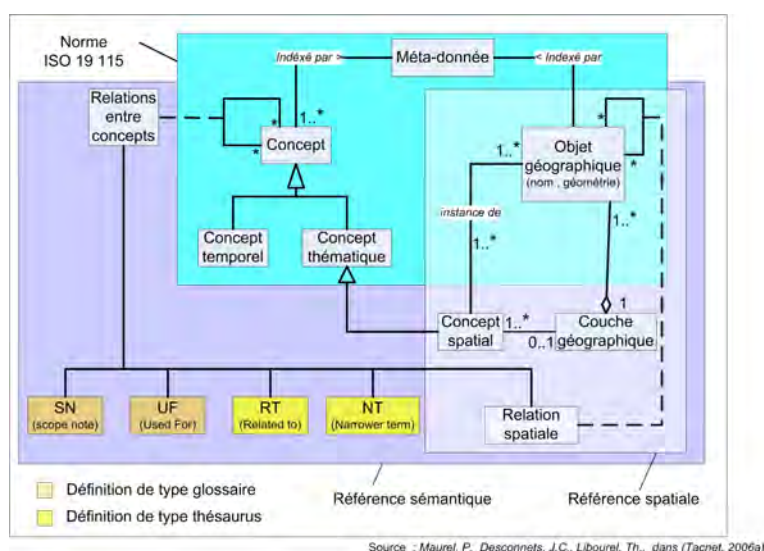 Norme
ISO 19 115
Indéxé par >
Méta-donnée
< Indexé par
Relations
entre
concepts
*
1..*
*
Concept
1..*
*
*
Objet
géographique
(nom , géométrie)
instance de
1..*
1..*
Concept
temporel
Concept
thématique
1
Concept
spatial
1..*
0..1
Couche
géographique
SN
(scope note)
UF
(Used For)
RT
(Related to)
NT
(Narrower term)
Relation
spatiale
Définition de type glossaire
Définition de type thésaurus
Référence sémantique
Référence spatiale
Source : Maurel, P, Desconnets, J.C., Libourel, Th., dans (Tacnet, 2006a)